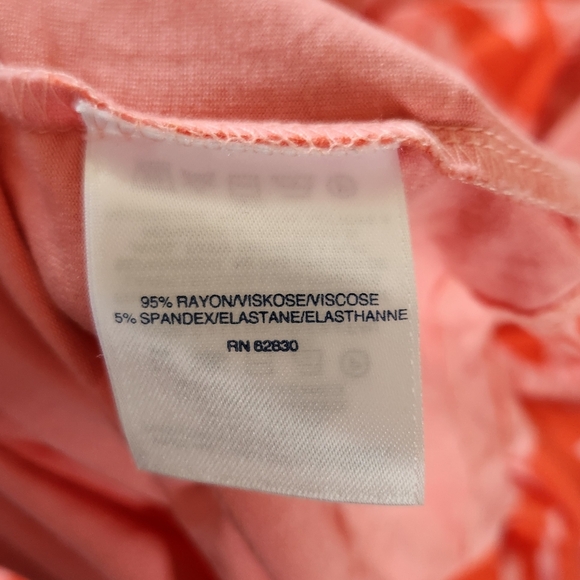 95% RAYON/VISKOSE/VISCOSE
5% SPANDEX/ELASTANE/ELASTHANNE
RN 62830